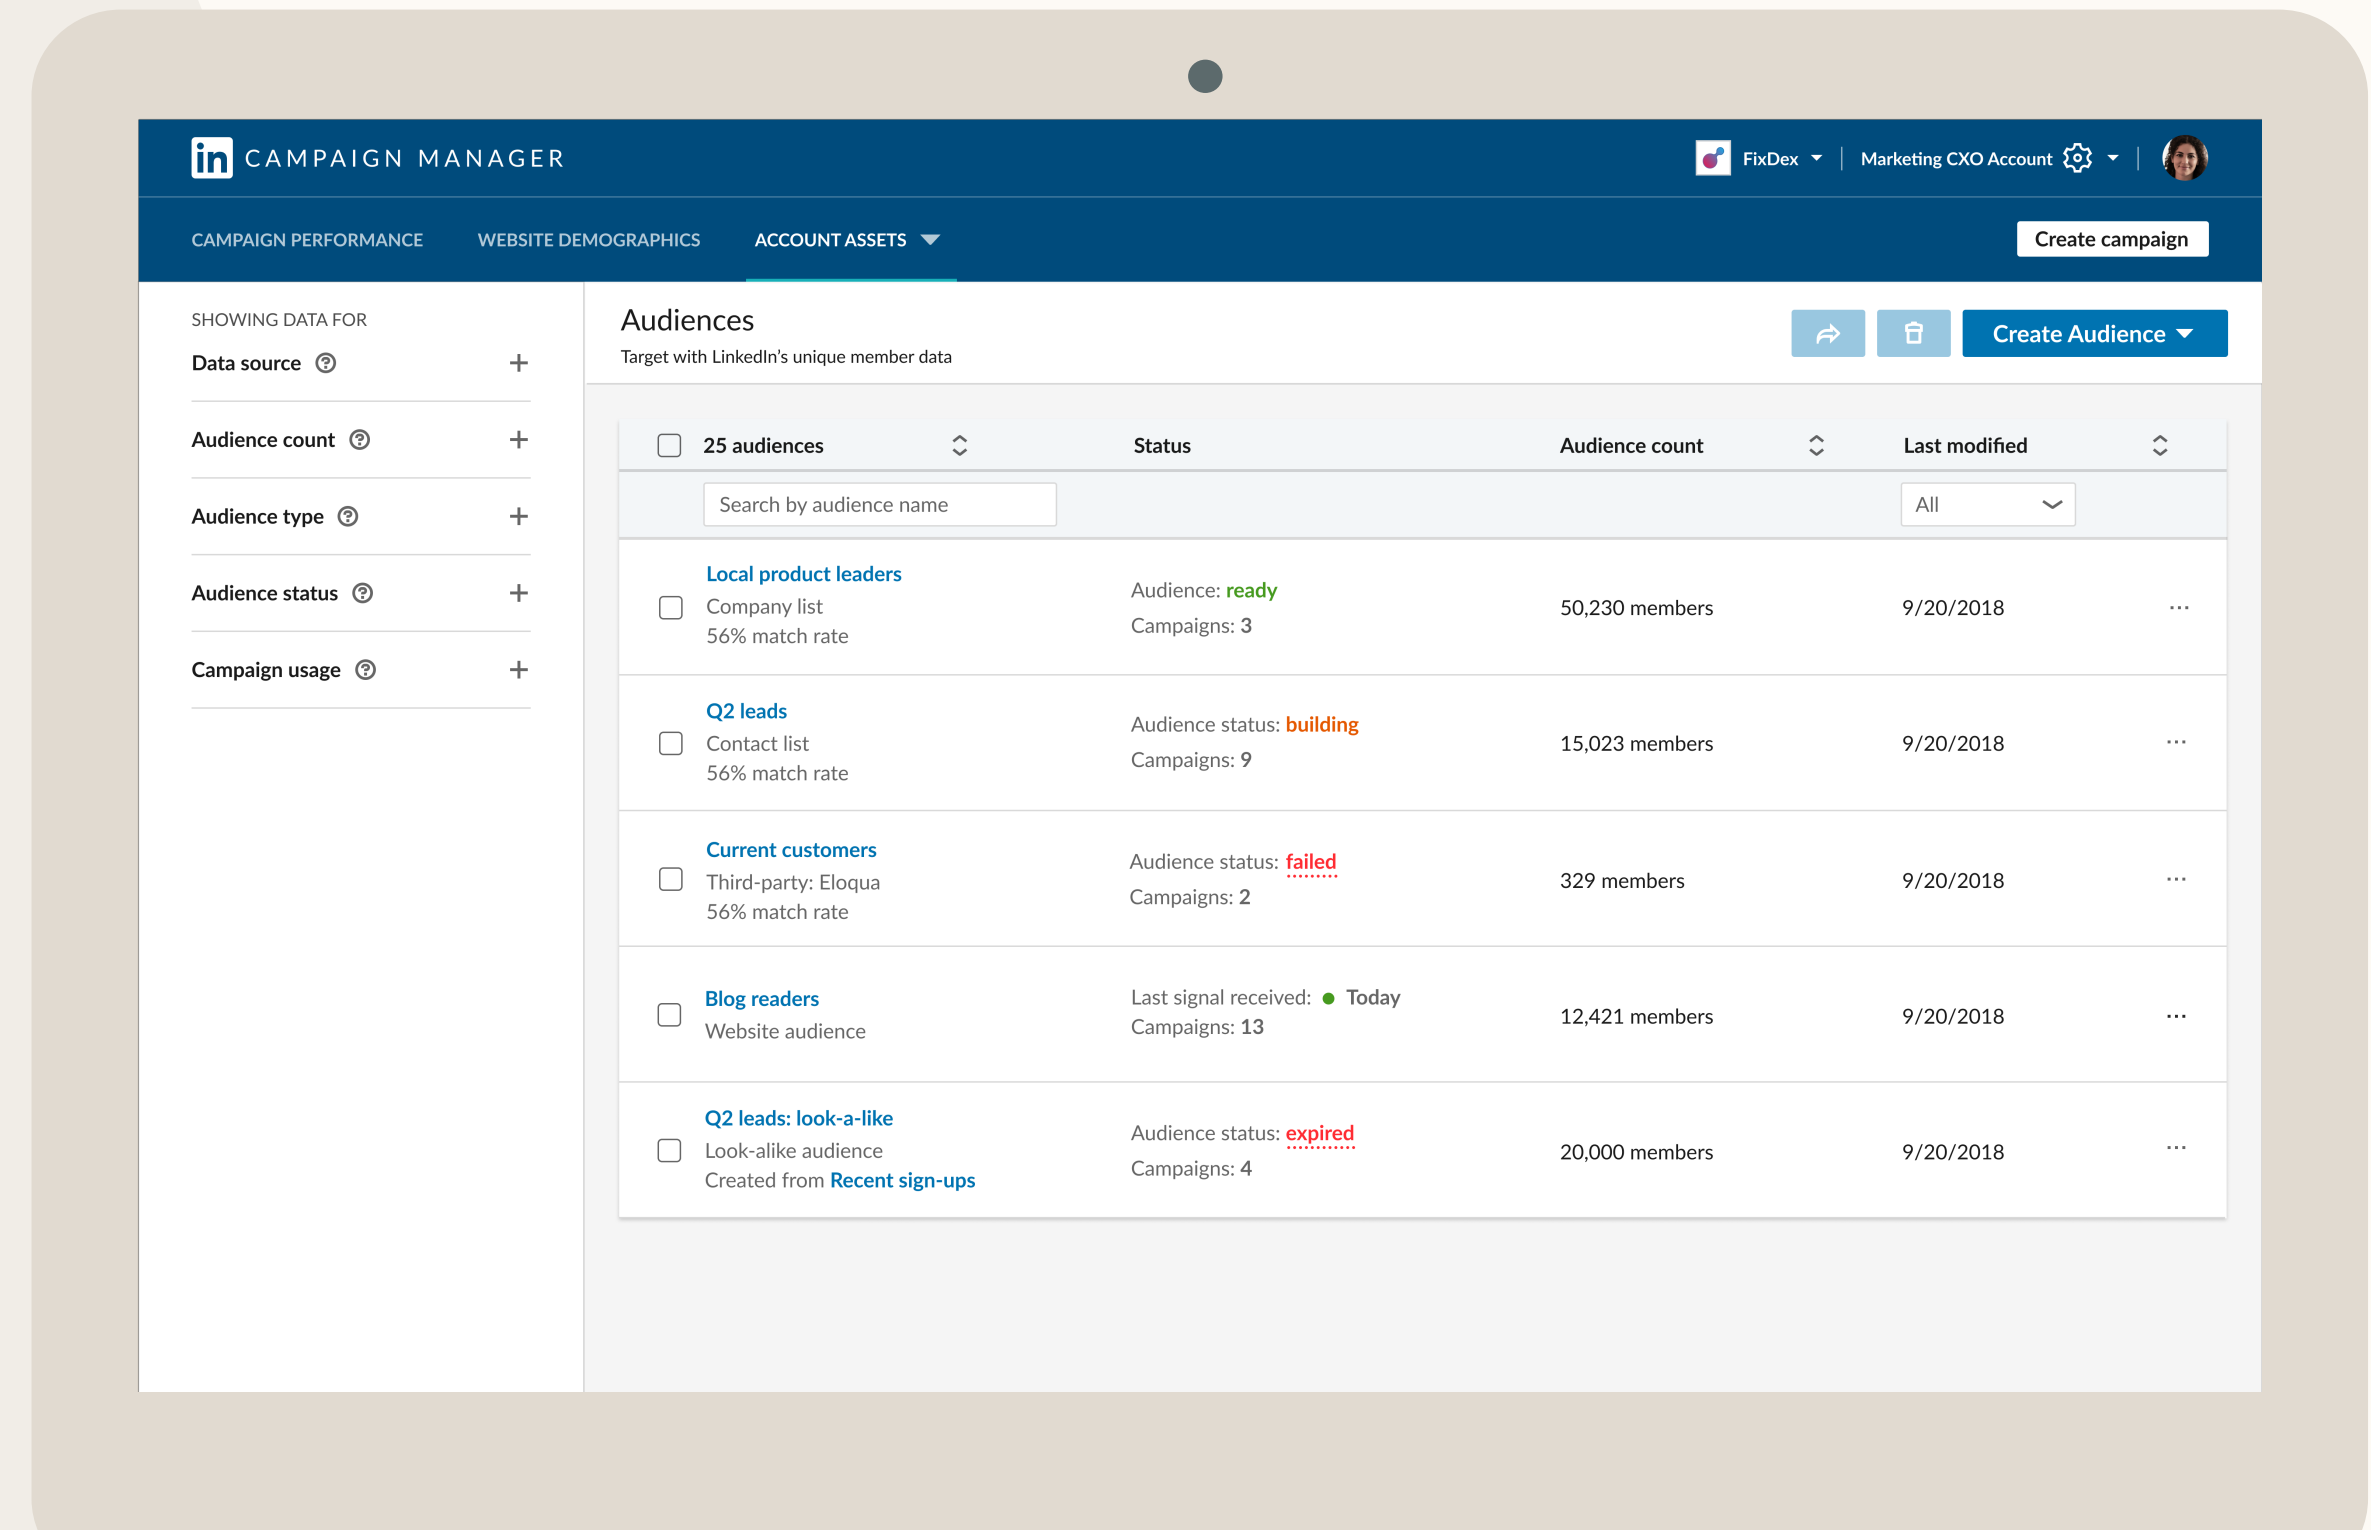 in CAMPAIGN MANAGER
FixDex
Marketing CXO Account
CAMPAIGN PERFORMANCE
WEBSITE DEMOGRAPHICS
ACCOUNT ASSETS
Create campaign
SHOWING DATA FOR
Data source ?
Audience count ?
Audience type ?
Audience status ?
Campaign usage ?
Audiences
Target with LinkedIn’s unique member data
Create Audience
25 audiences
Status
Audience count
Last modified
Search by audience name
All
Local product leaders
Company list
56% match rate
Audience: ready
Campaigns: 3
50,230 members
9/20/2018
Q2 leads
Contact list
56% match rate
Audience status: building
Campaigns: 9
15,023 members
9/20/2018
Current customers
Third-party: Eloqua
56% match rate
Audience status: failed
Campaigns: 2
329 members
9/20/2018
Blog readers
Website audience
Last signal received: Today
Campaigns: 13
12,421 members
9/20/2018
Q2 leads: look-a-like
Look-alike audience
Created from Recent sign-ups
Audience status: expired
Campaigns: 4
20,000 members
9/20/2018